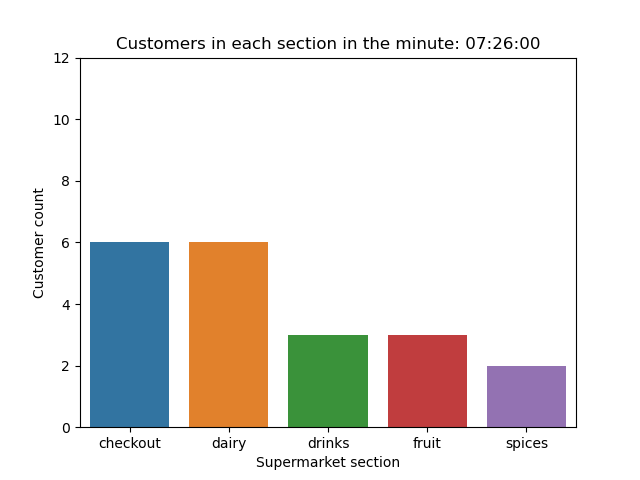 Customers in each section in the minute: 07:26:00
12
10
8
6
4
2
0
Customer count
checkout dairy drinks fruit spices
Supermarket section